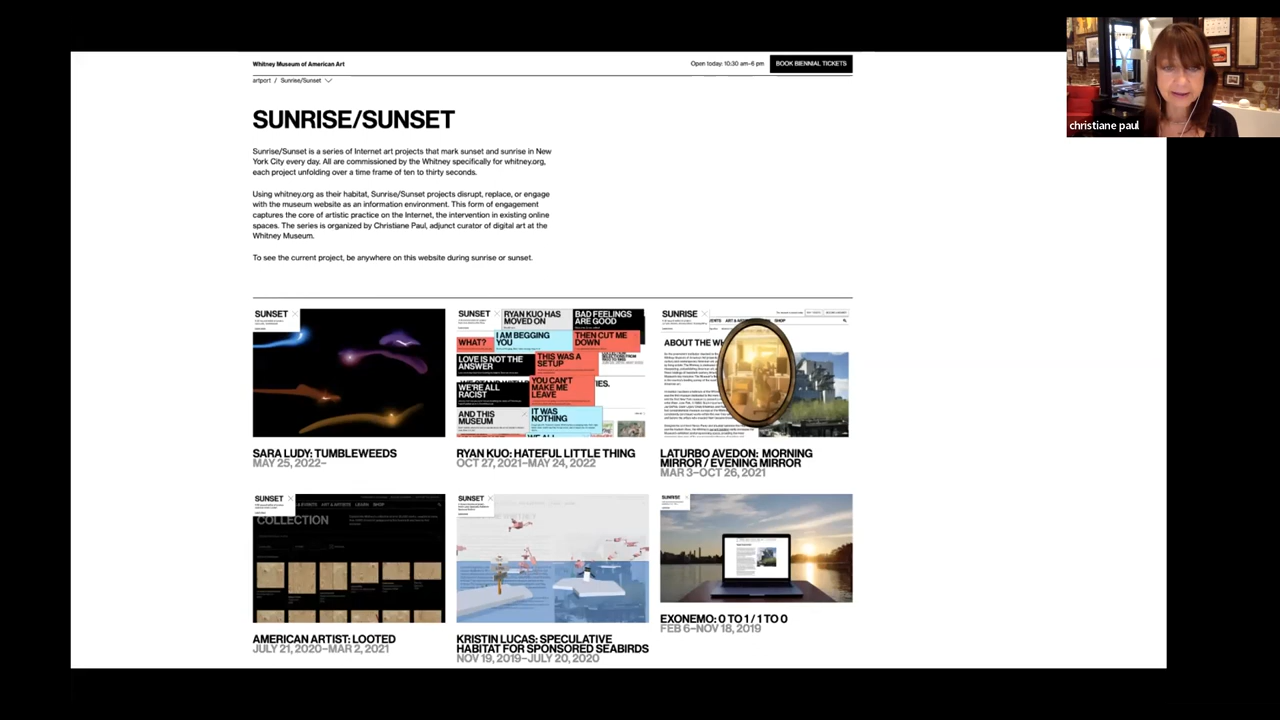 Whitney Museum of American Art
Open today: 10:30 am–6 pm
BOOK BIENNIAL TICKETS
artport / Sunrise/Sunset
christiane paul
SUNRISE/SUNSET
Sunrise/Sunset is a series of Internet art projects that mark sunset and sunrise in New
York City every day. All are commissioned by the Whitney specifically for whitney.org,
each project unfolding over a time frame of ten to thirty seconds.
Using whitney.org as their habitat, Sunrise/Sunset projects disrupt, replace, or engage
with the museum website as an information environment. This form of engagement
captures the core of artistic practice on the Internet, the intervention in existing online
spaces. The series is organized by Christiane Paul, adjunct curator of digital art at the
Whitney Museum.
To see the current project, be anywhere on this website during sunrise or sunset.
SUNSET
SUNSET
RYAN KUO HAS
MOVED ON
BAD FEELINGS
ARE GOOD
WHAT?
I AM BEGGING
YOU
THEN CUT ME
DOWN
LOVE IS NOT THE
ANSWER
THIS WAS A
SETUP
WE'RE ALL
RACIST
YOU CAN'T
MAKE ME
LEAVE
AND THIS
MUSEUM
IT WAS
NOTHING
SUNRISE
SHOP
ABOUT THE WH
SARA LUDY: TUMBLEWEEDS
MAY 25, 2022–
RYAN KUO: HATEFUL LITTLE THING
OCT 27, 2021–MAY 24, 2022
LATURBO AVEDON: MORNING
MIRROR / EVENING MIRROR
MAR 3–OCT 26, 2021
SUNSET
COLLECTION
SUNSET
SUNRISE
AMERICAN ARTIST: LOOTED
JULY 21, 2020–MAR 2, 2021
KRISTIN LUCAS: SPECULATIVE
HABITAT FOR SPONSORED SEABIRDS
NOV 19, 2019–JULY 20, 2020
EXONEMO: 0 TO 1 / 1 TO 0
FEB 6–NOV 18, 2019